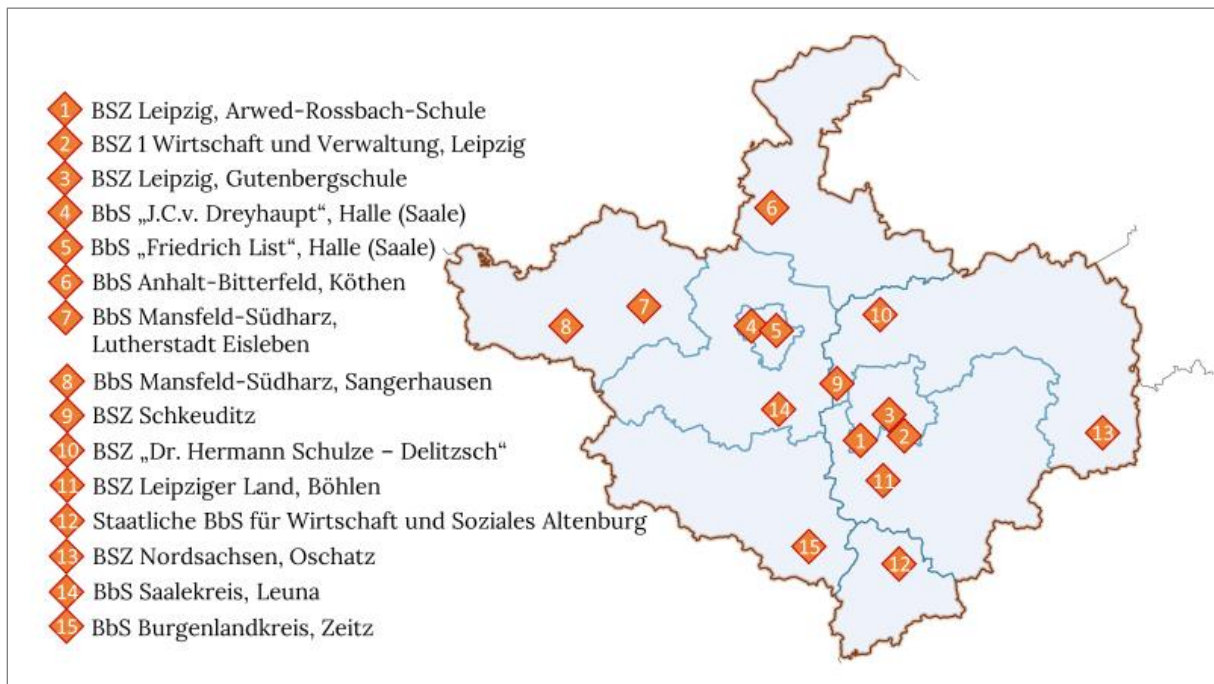 1 BSZ Leipzig, Arwed-Rossbach-Schule
2 BSZ 1 Wirtschaft und Verwaltung, Leipzig
3 BSZ Leipzig, Gutenbergschule
4 BbS „J.C.v. Dreyhaupt“, Halle (Saale)
5 BbS „Friedrich List“, Halle (Saale)
6 BbS Anhalt-Bitterfeld, Köthen
7 BbS Mansfeld-Südharz,
Lutherstadt Eisleben
8 BbS Mansfeld-Südharz, Sangerhausen
9 BSZ Schkeuditz
10 BSZ „Dr. Hermann Schulze – Delitzsch“
11 BSZ Leipziger Land, Böhlen
12 Staatliche BbS für Wirtschaft und Soziales Altenburg
13 BSZ Nordsachsen, Oschatz
14 BbS Saalekreis, Leuna
15 BbS Burgenlandkreis, Zeitz
6
7
10
8
4
5
9
14
3
13
1
2
11
15
12